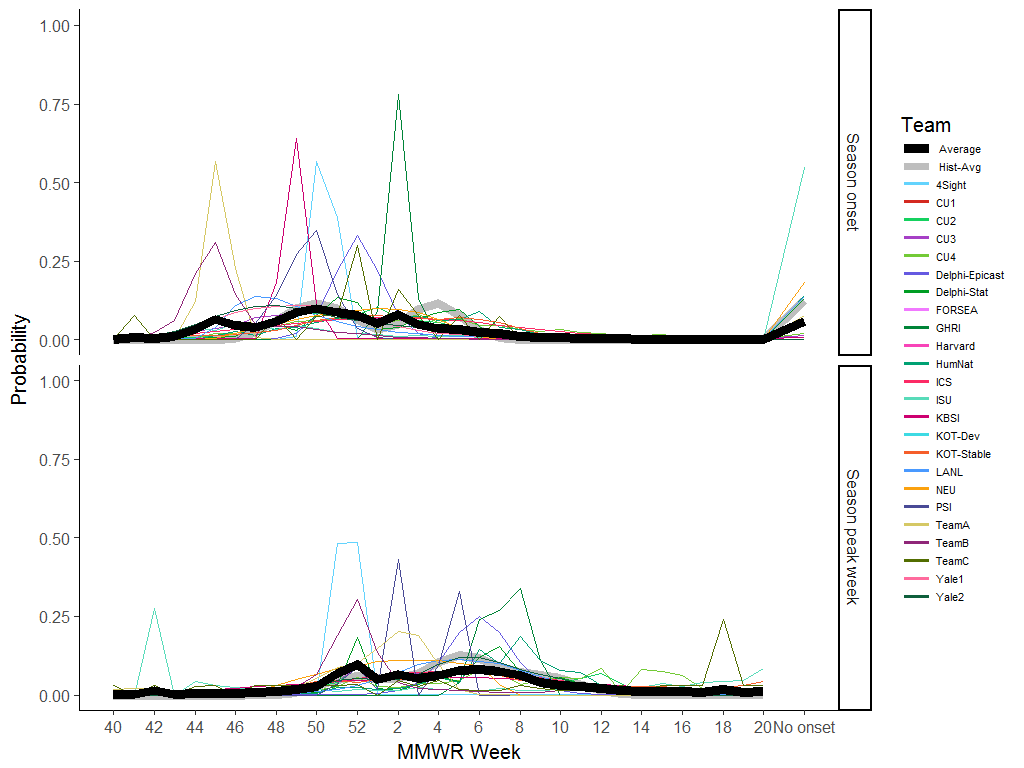 1.00
0.75
0.50
0.25
0.00
Season onset
1.00
0.75
0.50
0.25
0.00
Season peak week
Probability
40 42 44 46 48 50 52 2 4 6 8 10 12 14 16 18 20 No onset
MMWR Week
Team
Average
Hist-Avg
4Sight
CU1
CU2
CU3
CU4
Delphi-Epicast
Delphi-Stat
FORSEA
GHRI
Harvard
HumNat
ICS
ISU
KBSI
KOT-Dev
KOT-Stable
LANL
NEU
PSI
TeamA
TeamB
TeamC
Yale1
Yale2